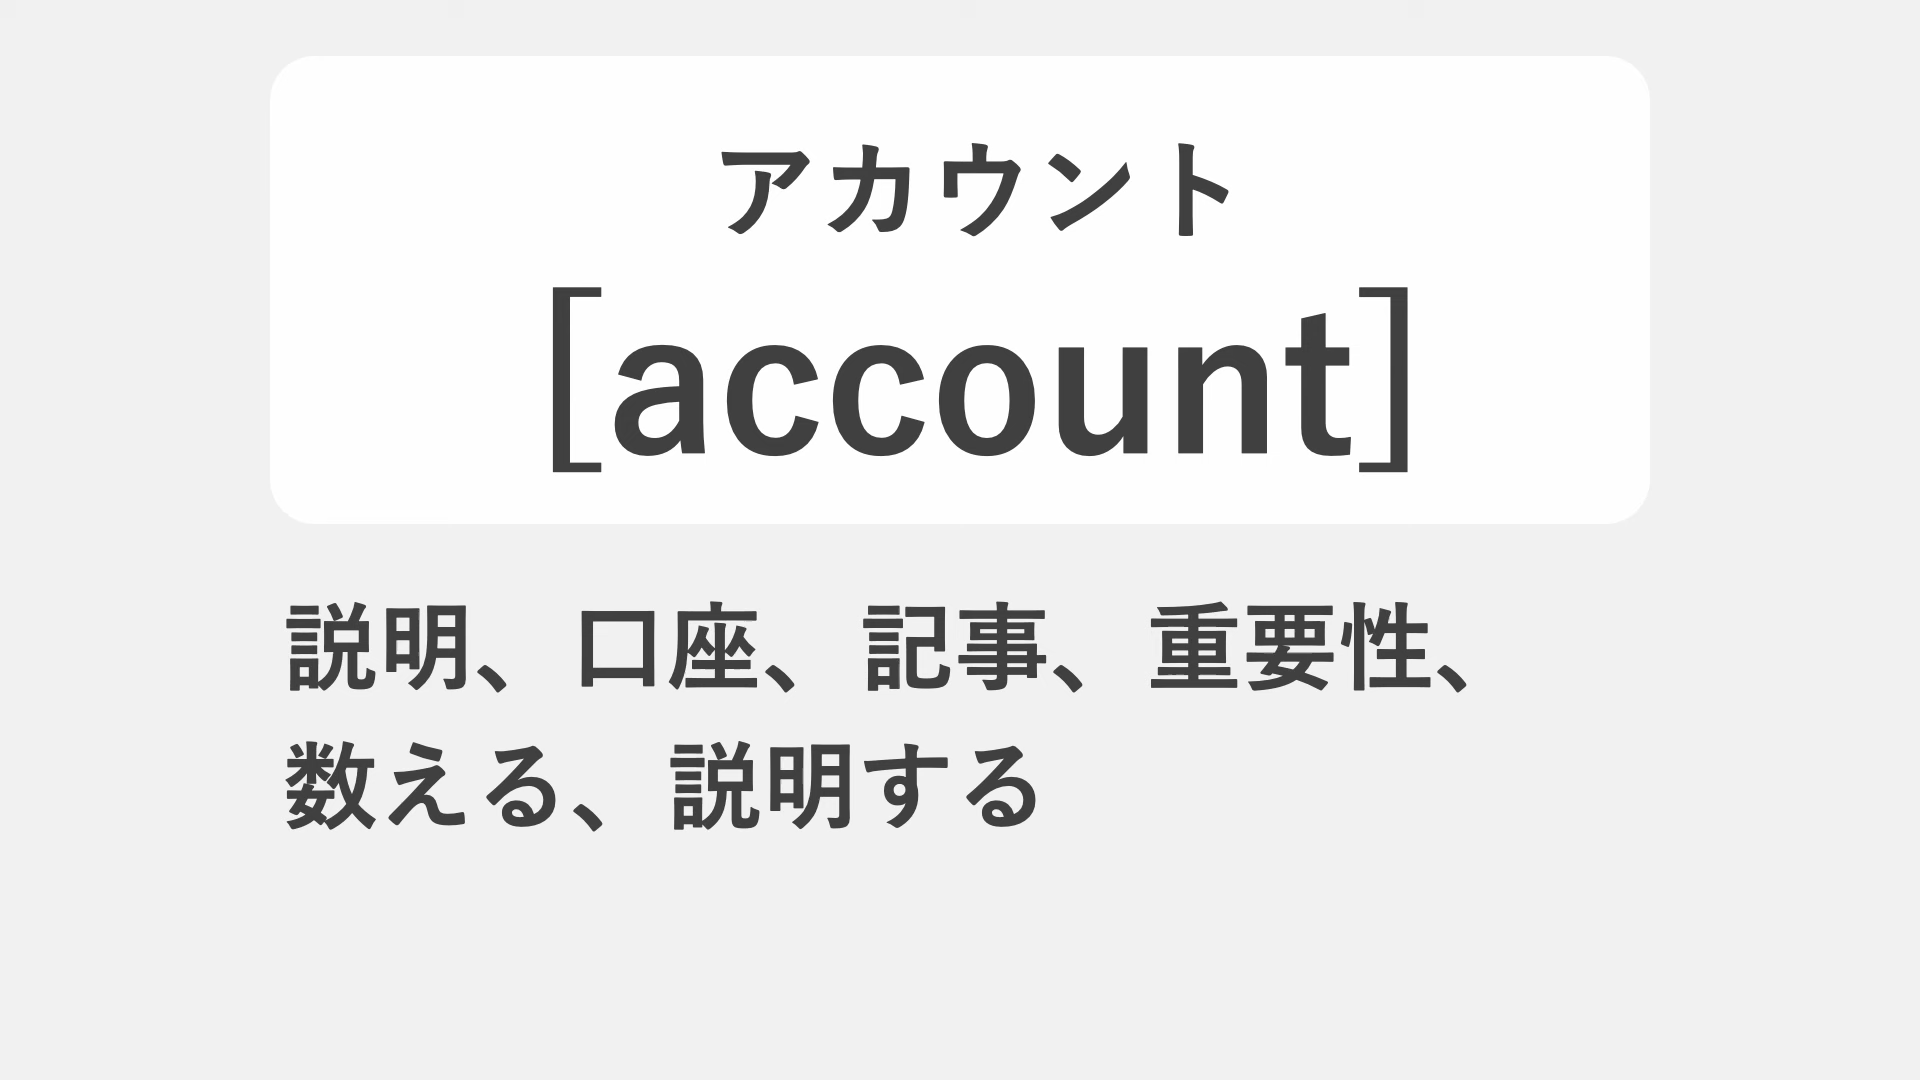 アカウント
[account]
説明、口座、記事、重要性、
数える、説明する